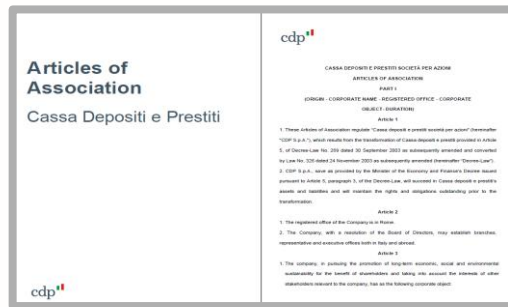 Articles of
Association
Cassa Depositi e Prestiti
cdp
cdp
CASSA DEPOSITI E PRESTITI SOCIETÀ PER AZIONI
ARTICLES OF ASSOCIATION
PART I
(ORIGIN - CORPORATE NAME - REGISTERED OFFICE - CORPORATE
OBJECT- DURATION)
Article 1
1. These Articles of Association regulate "Cassa depositi e prestiti società per azioni" (hereinafter
"CDP S.p.A."), which results from the transformation of Cassa depositi e prestiti provided in Article
5, of Decree-Law No. 269 dated 30 September 2003 as subsequently amended and converted
by Law No. 326 dated 24 November 2003 as subsequently amended (hereinafter "Decree-Law").
2. CDP S.p.A., save as provided by the Minister of the Economy and Finance's Decree issued
pursuant to Article 5, paragraph 3, of the Decree-Law, will succeed in Cassa depositi e prestiti's
assets and liabilities and will maintain the rights and obligations outstanding prior to the
transformation.
Article 2
1. The registered office of the Company is in Rome.
2. The Company, with a resolution of the Board of Directors, may establish branches,
representative and executive offices both in Italy and abroad.
Article 3
1. The company, in pursuing the promotion of long-term economic, social and environmental
sustainability for the benefit of shareholders and taking into account the interests of other
stakeholders relevant to the company, has as the following corporate object: